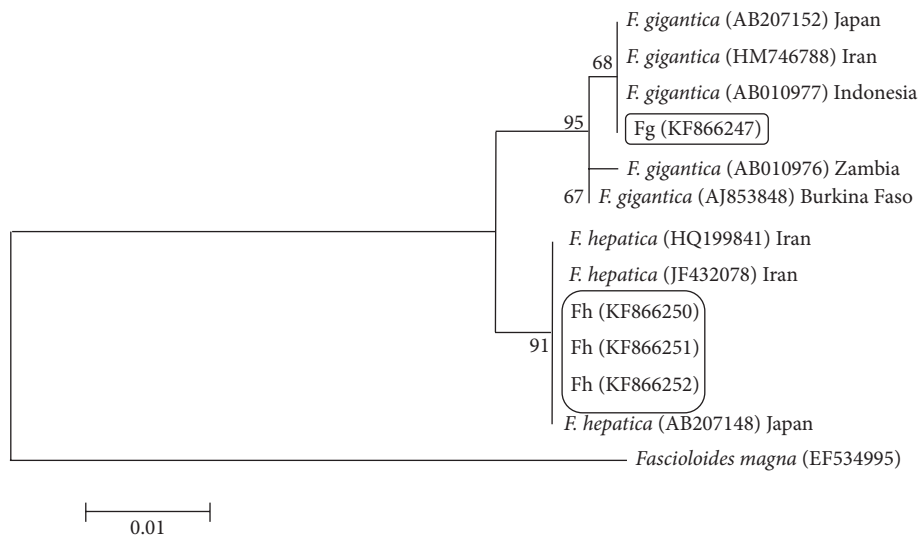 F. gigantica (AB207152) Japan
F. gigantica (HM746788) Iran
68
F. gigantica (AB010977) Indonesia
Fg (KF866247)
95
F. gigantica (AB010976) Zambia
67
F. gigantica (AJ853848) Burkina Faso
F. hepatica (HQ199841) Iran
F. hepatica (JF432078) Iran
Fh (KF866250)
Fh (KF866251)
91
Fh (KF866252)
F. hepatica (AB207148) Japan
Fascioloides magna (EF534995)
0.01